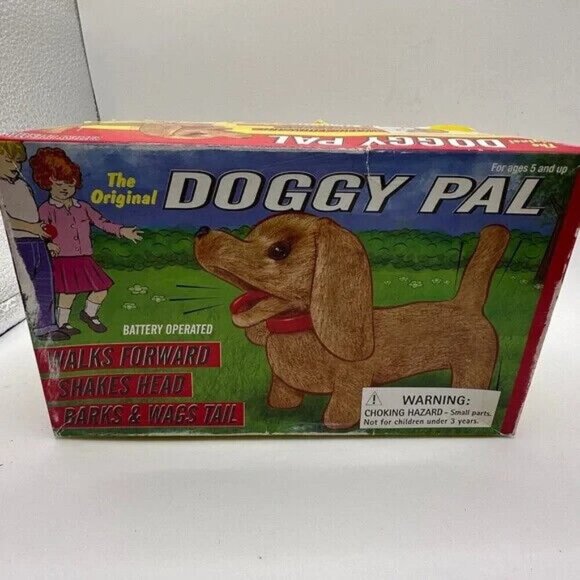 The DOGGY PAL
The
Original
DOGGY PAL
For ages 5 and up
BATTERY OPERATED
WALKS FORWARD
SHAKES HEAD
BARKS & WAGS TAIL
WARNING:
CHOKING HAZARD - Small parts.
Not for children under 3 years.